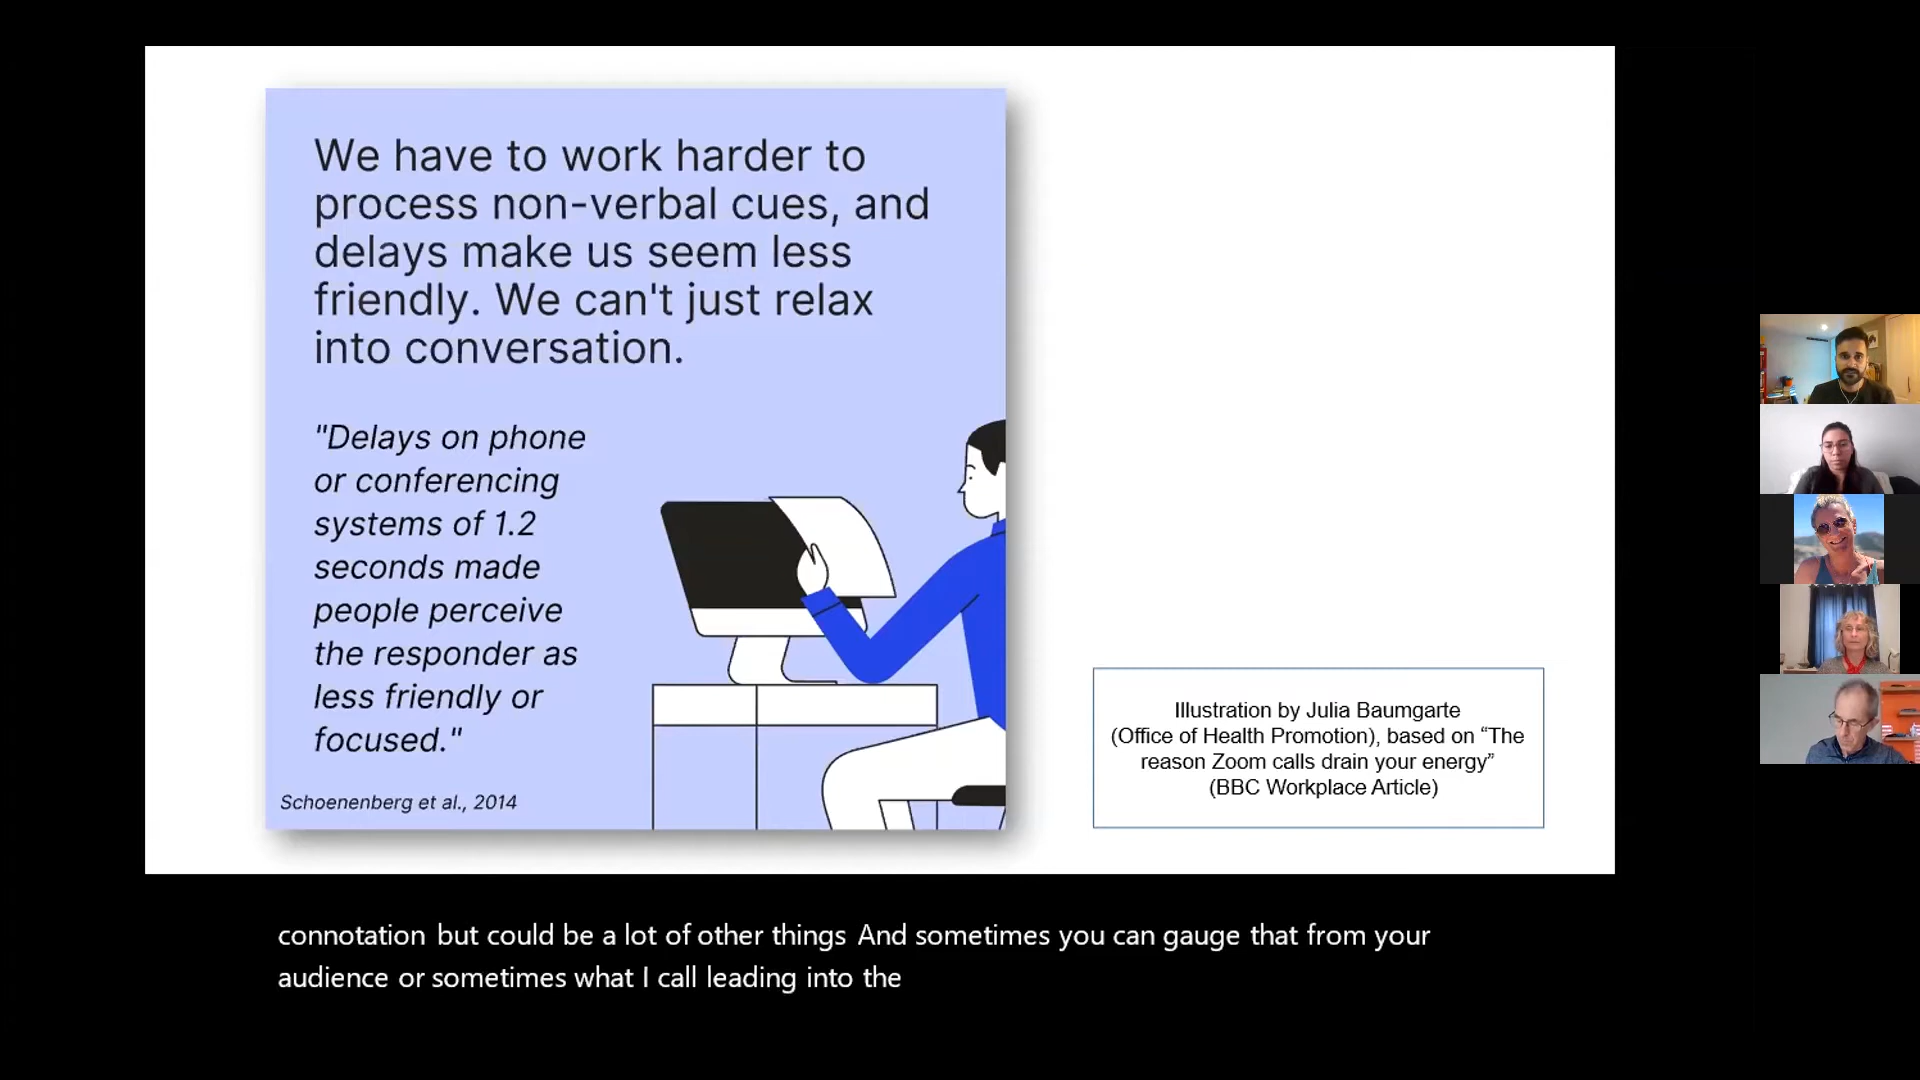 We have to work harder to
process non-verbal cues, and
delays make us seem less
friendly. We can't just relax
into conversation.
"Delays on phone
or conferencing
systems of 1.2
seconds made
people perceive
the responder as
less friendly or
focused."
Schoenenberg et al., 2014
Illustration by Julia Baumgarte
(Office of Health Promotion), based on “The
reason Zoom calls drain your energy”
(BBC Workplace Article)
connotation but could be a lot of other things And sometimes you can gauge that from your
audience or sometimes what I call leading into the